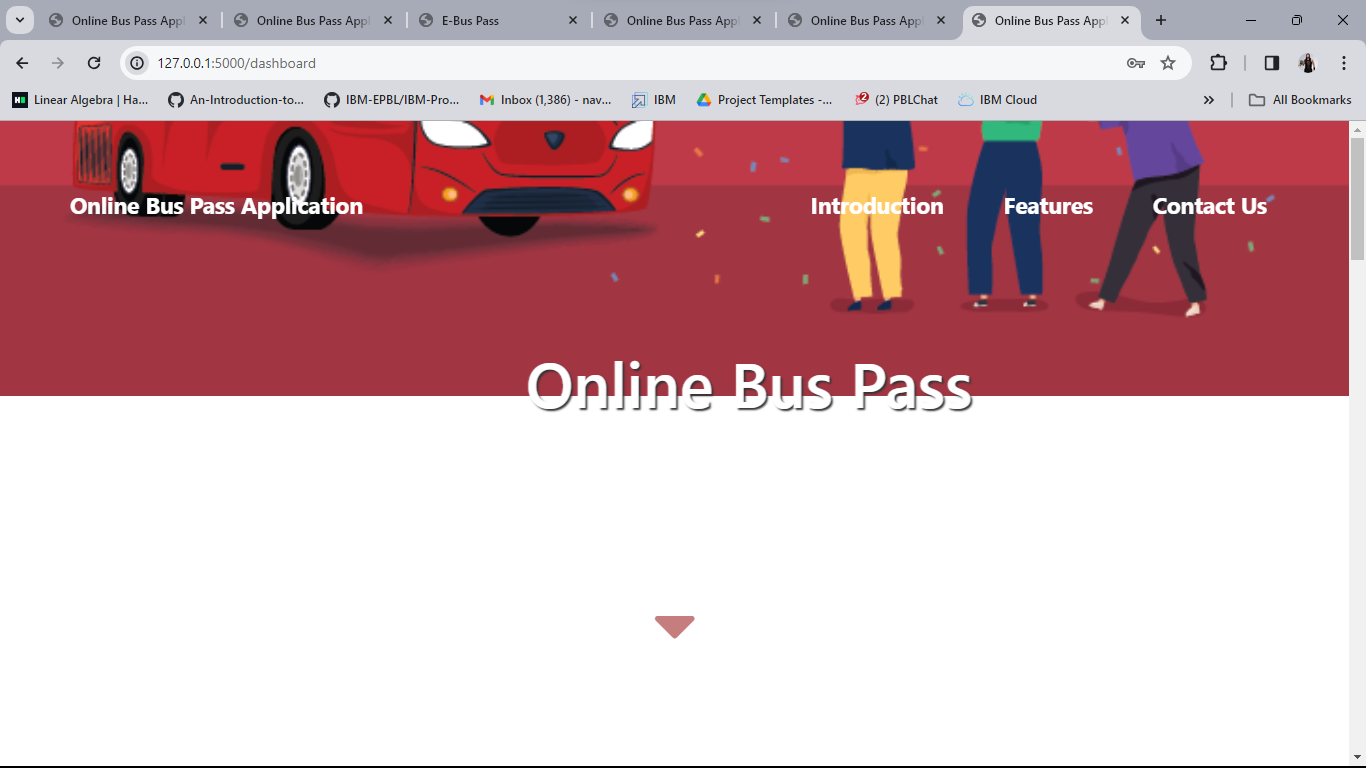 Online Bus Pass Appl
Online Bus Pass Appl
E-Bus Pass
Online Bus Pass Appl
Online Bus Pass Appl
Online Bus Pass Appl
127.0.0.1:5000/dashboard
Linear Algebra | Ha...
An-Introduction-to...
IBM-EPBL/IBM-Pro...
Inbox (1,386) - nav...
IBM
Project Templates -...
(2) PBLChat
IBM Cloud
All Bookmarks
Online Bus Pass Application
Introduction
Features
Contact Us
Online Bus Pass